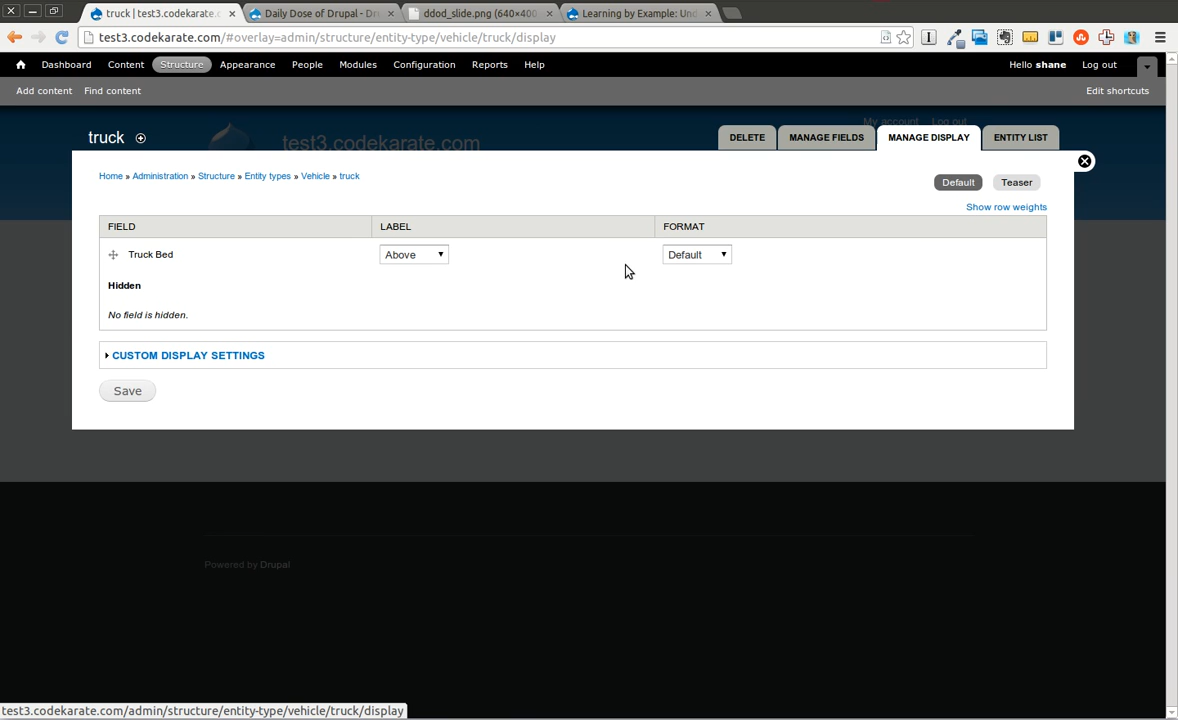 truck | test3.codekarate.c
Daily Dose of Drupal - Dr
ddod_slide.png (640×400
Learning by Example: Und
test3.codekarate.com/#overlay=admin/structure/entity-type/vehicle/truck/display
Dashboard Content Structure Appearance People Modules Configuration Reports Help Hello shane Log out
Add content Find content Edit shortcuts
My account Log out
truck DELETE MANAGE FIELDS MANAGE DISPLAY ENTITY LIST
test3.codekarate.com
Home » Administration » Structure » Entity types » Vehicle » truck
Default Teaser
Show row weights
FIELD LABEL FORMAT
Truck Bed Above Default
Hidden
No field is hidden.
CUSTOM DISPLAY SETTINGS
Save
Powered by Drupal
test3.codekarate.com/admin/structure/entity-type/vehicle/truck/display